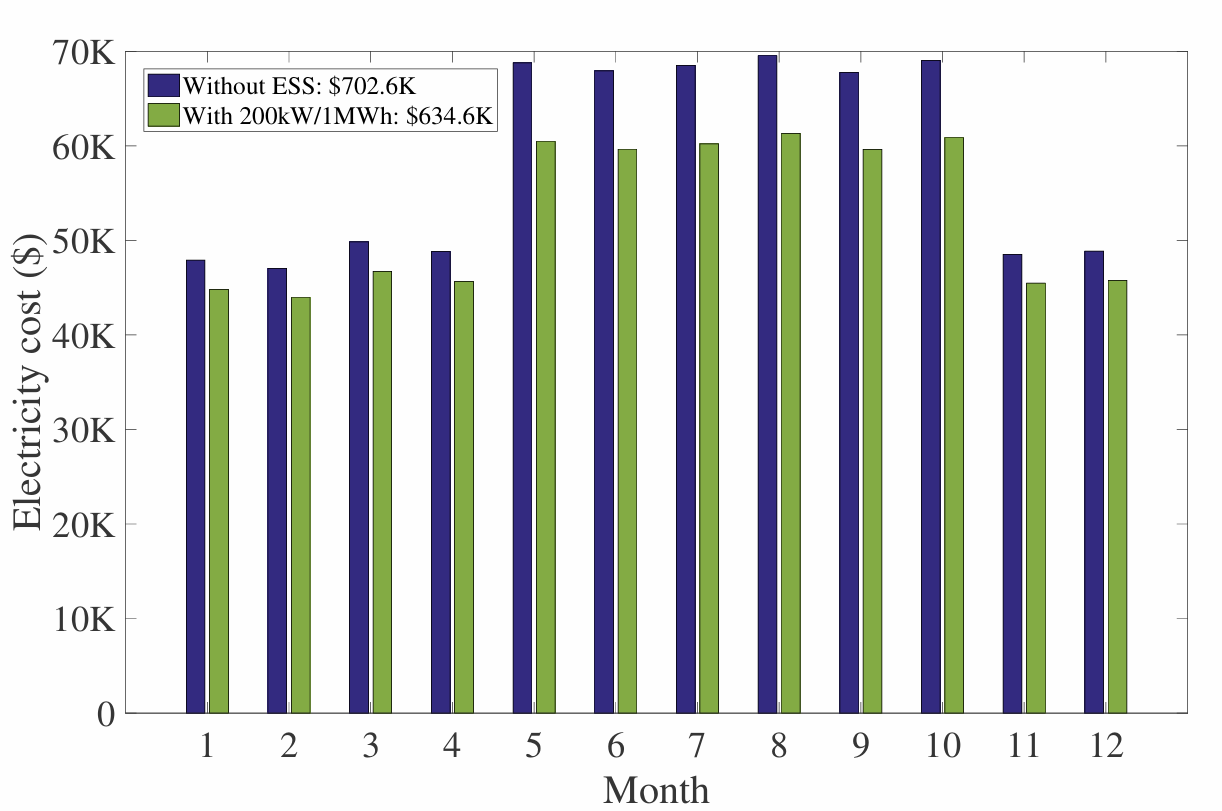 70K
60K
50K
40K
30K
20K
10K
0
Electricity cost ($)
Without ESS: $702.6K
With 200kW/1MWh: $634.6K
1 2 3 4 5 6 7 8 9 10 11 12
Month